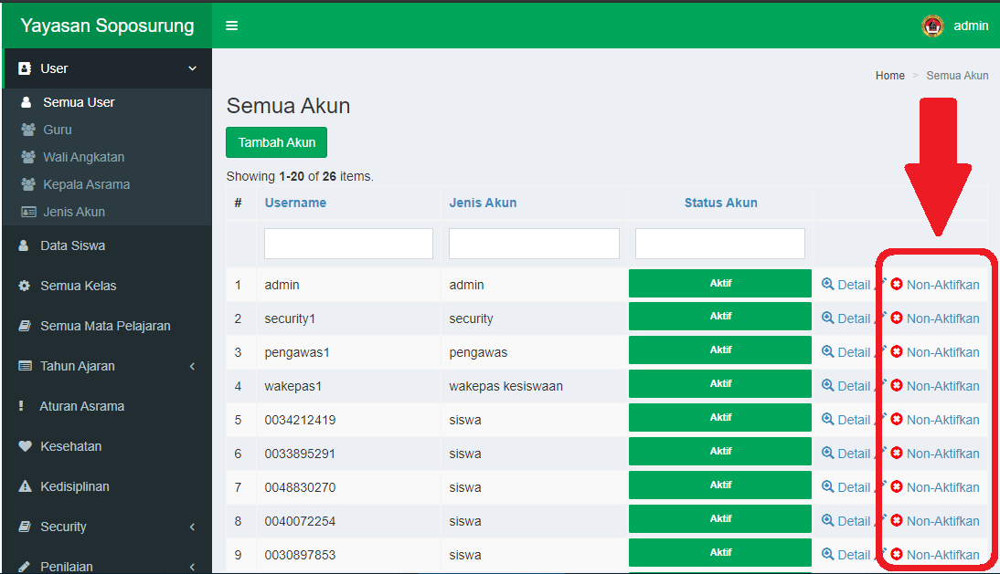 Yayasan Soposurung
admin
User
Semua User
Guru
Wali Angkatan
Kepala Asrama
Jenis Akun
Data Siswa
Semua Kelas
Semua Mata Pelajaran
Tahun Ajaran
Aturan Asrama
Kesehatan
Kedisiplinan
Security
Penilaian
Home > Semua Akun
Semua Akun
Tambah Akun
Showing 1-20 of 26 items.
# Username Jenis Akun Status Akun
1 admin admin Aktif Detail Non-Aktifkan
2 security1 security Aktif Detail Non-Aktifkan
3 pengawas1 pengawas Aktif Detail Non-Aktifkan
4 wakepas1 wakepas kesiswaan Aktif Detail Non-Aktifkan
5 0034212419 siswa Aktif Detail Non-Aktifkan
6 0033895291 siswa Aktif Detail Non-Aktifkan
7 0048830270 siswa Aktif Detail Non-Aktifkan
8 0040072254 siswa Aktif Detail Non-Aktifkan
9 0030897853 siswa Aktif Detail Non-Aktifkan